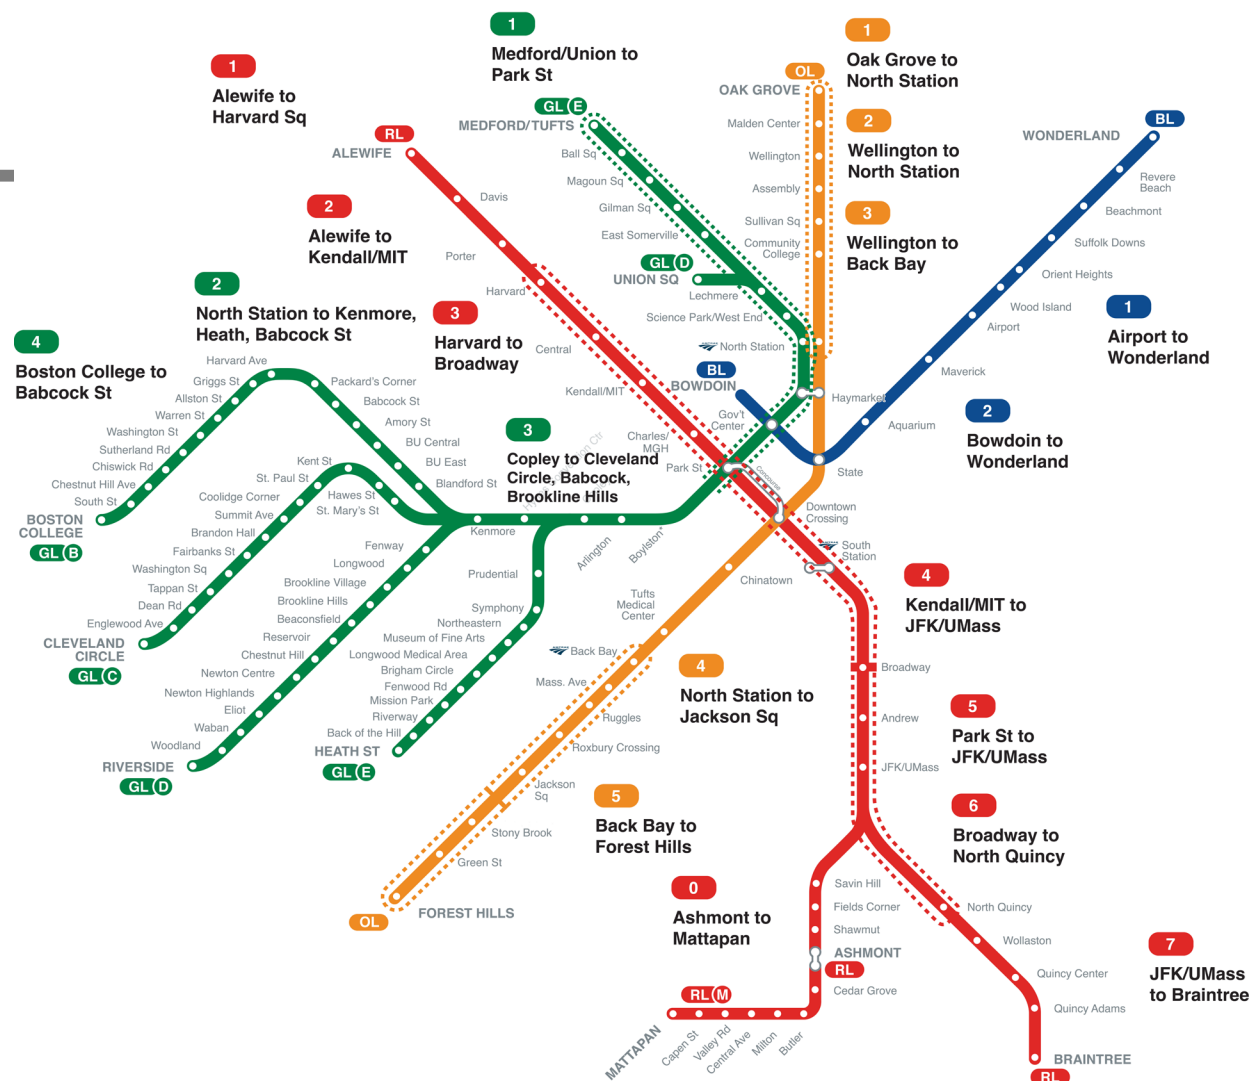 1
Medford/Union to
Park St
1
Alewife to
Harvard Sq
1
Oak Grove to
North Station
OL
OAK GROVE
GL E
MEDFORD/TUFTS
RL
ALEWIFE
Malden Center
2
Wellington to
North Station
BL
WONDERLAND
Ball Sq
Wellington
Magoun Sq
Assembly
Revere
Beach
Davis
2
Alewife to
Kendall/MIT
Gilman Sq
Sullivan Sq
3
Wellington to
Back Bay
Beachmont
East Somerville
Community
College
Suffolk Downs
Porter
GL D
UNION SQ
Orient Heights
Harvard
Lechmere
Wood Island
2
North Station to Kenmore,
Heath, Babcock St
3
Harvard to
Broadway
Science Park/West End
Airport
1
Airport to
Wonderland
4
Boston College to
Babcock St
Central
North Station
Maverick
Harvard Ave
Griggs St
Allston St
Warren St
Washington St
Sutherland Rd
Chiswick Rd
Chestnut Hill Ave
South St
BOSTON
COLLEGE
GL B
Packard's Corner
Babcock St
Amory St
BU Central
BU East
Blandford St
Kendall/MIT
BL
BOWDOIN
Haymarket
Gov't
Center
Aquarium
2
Bowdoin to
Wonderland
Charles/
MGH
Park St
Concourse
State
3
Copley to Cleveland
Circle, Babcock,
Brookline Hills
Downtown
Crossing
South
Station
Kent St
St. Paul St
Hawes St
St. Mary's St
Coolidge Corner
Summit Ave
Brandon Hall
Fairbanks St
Washington Sq
Tappan St
Dean Rd
Englewood Ave
CLEVELAND
CIRCLE
GL C
Kenmore
Arlington
Boylston*
Chinatown
Fenway
Longwood
Brookline Village
Brookline Hills
Beaconsfield
Reservoir
Chestnut Hill
Newton Centre
Newton Highlands
Eliot
Waban
Woodland
RIVERSIDE
GL D
Prudential
Symphony
Northeastern
Museum of Fine Arts
Longwood Medical Area
Brigham Circle
Fenwood Rd
Mission Park
Riverway
Back of the Hill
HEATH ST
GL E
Tufts
Medical
Center
Back Bay
Mass. Ave
Ruggles
Roxbury Crossing
Jackson
Sq
Stony Brook
Green St
OL
FOREST HILLS
4
North Station to
Jackson Sq
5
Back Bay to
Forest Hills
4
Kendall/MIT to
JFK/UMass
Broadway
Andrew
JFK/UMass
5
Park St to
JFK/UMass
6
Broadway to
North Quincy
0
Ashmont to
Mattapan
Savin Hill
Fields Corner
Shawmut
ASHMONT
RL
Cedar Grove
North Quincy
Wollaston
Quincy Center
Quincy Adams
BRAINTREE
RL
7
JFK/UMass
to Braintree
RL M
MATTAPAN
Capen St
Valley Rd
Central Ave
Milton
Butler